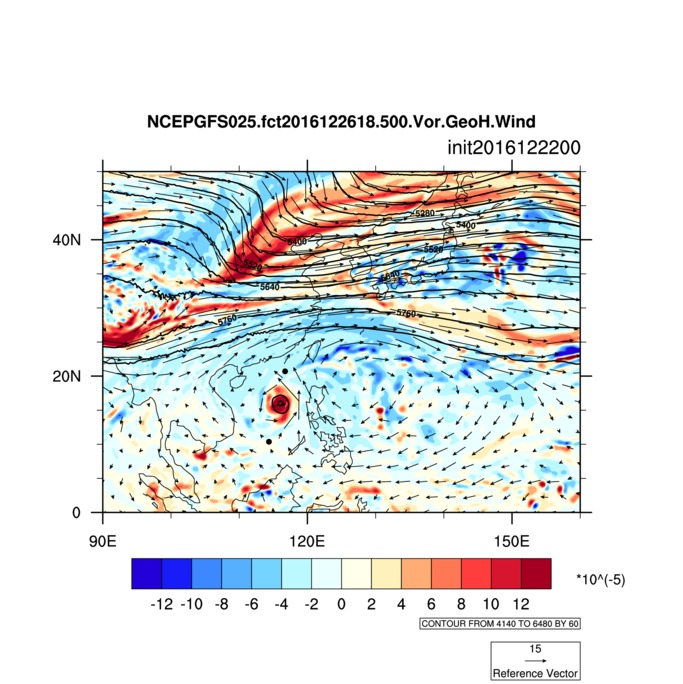 NCEPGFS025.fct2016122618.500.Vor.GeoH.Wind
init2016122200
5280
5400
5400
5520
5520
5640
5640
5760
5760
40N
20N
0
90E 120E 150E
-12 -10 -8 -6 -4 -2 0 2 4 6 8 10 12
*10^(-5)
CONTOUR FROM 4140 TO 6480 BY 60
15
Reference Vector